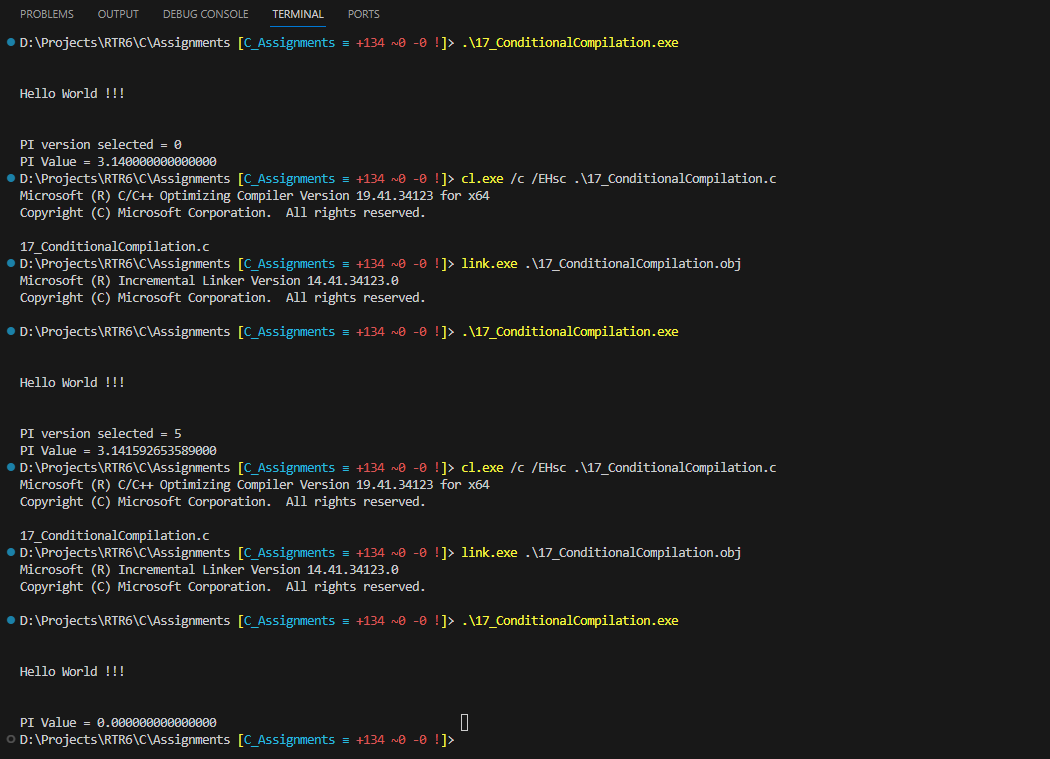 PROBLEMS OUTPUT DEBUG CONSOLE TERMINAL PORTS
D:\Projects\RTR6\C\Assignments [C_Assignments ≡ +134 ~0 -0 !]> .\17_ConditionalCompilation.exe
Hello World !!!
PI version selected = 0
PI Value = 3.140000000000000
D:\Projects\RTR6\C\Assignments [C_Assignments ≡ +134 ~0 -0 !]> cl.exe /c /EHsc .\17_ConditionalCompilation.c
Microsoft (R) C/C++ Optimizing Compiler Version 19.41.34123 for x64
Copyright (C) Microsoft Corporation.  All rights reserved.
17_ConditionalCompilation.c
D:\Projects\RTR6\C\Assignments [C_Assignments ≡ +134 ~0 -0 !]> link.exe .\17_ConditionalCompilation.obj
Microsoft (R) Incremental Linker Version 14.41.34123.0
Copyright (C) Microsoft Corporation.  All rights reserved.
D:\Projects\RTR6\C\Assignments [C_Assignments ≡ +134 ~0 -0 !]> .\17_ConditionalCompilation.exe
Hello World !!!
PI version selected = 5
PI Value = 3.141592653589000
D:\Projects\RTR6\C\Assignments [C_Assignments ≡ +134 ~0 -0 !]> cl.exe /c /EHsc .\17_ConditionalCompilation.c
Microsoft (R) C/C++ Optimizing Compiler Version 19.41.34123 for x64
Copyright (C) Microsoft Corporation.  All rights reserved.
17_ConditionalCompilation.c
D:\Projects\RTR6\C\Assignments [C_Assignments ≡ +134 ~0 -0 !]> link.exe .\17_ConditionalCompilation.obj
Microsoft (R) Incremental Linker Version 14.41.34123.0
Copyright (C) Microsoft Corporation.  All rights reserved.
D:\Projects\RTR6\C\Assignments [C_Assignments ≡ +134 ~0 -0 !]> .\17_ConditionalCompilation.exe
Hello World !!!
PI Value = 0.000000000000000
D:\Projects\RTR6\C\Assignments [C_Assignments ≡ +134 ~0 -0 !]>